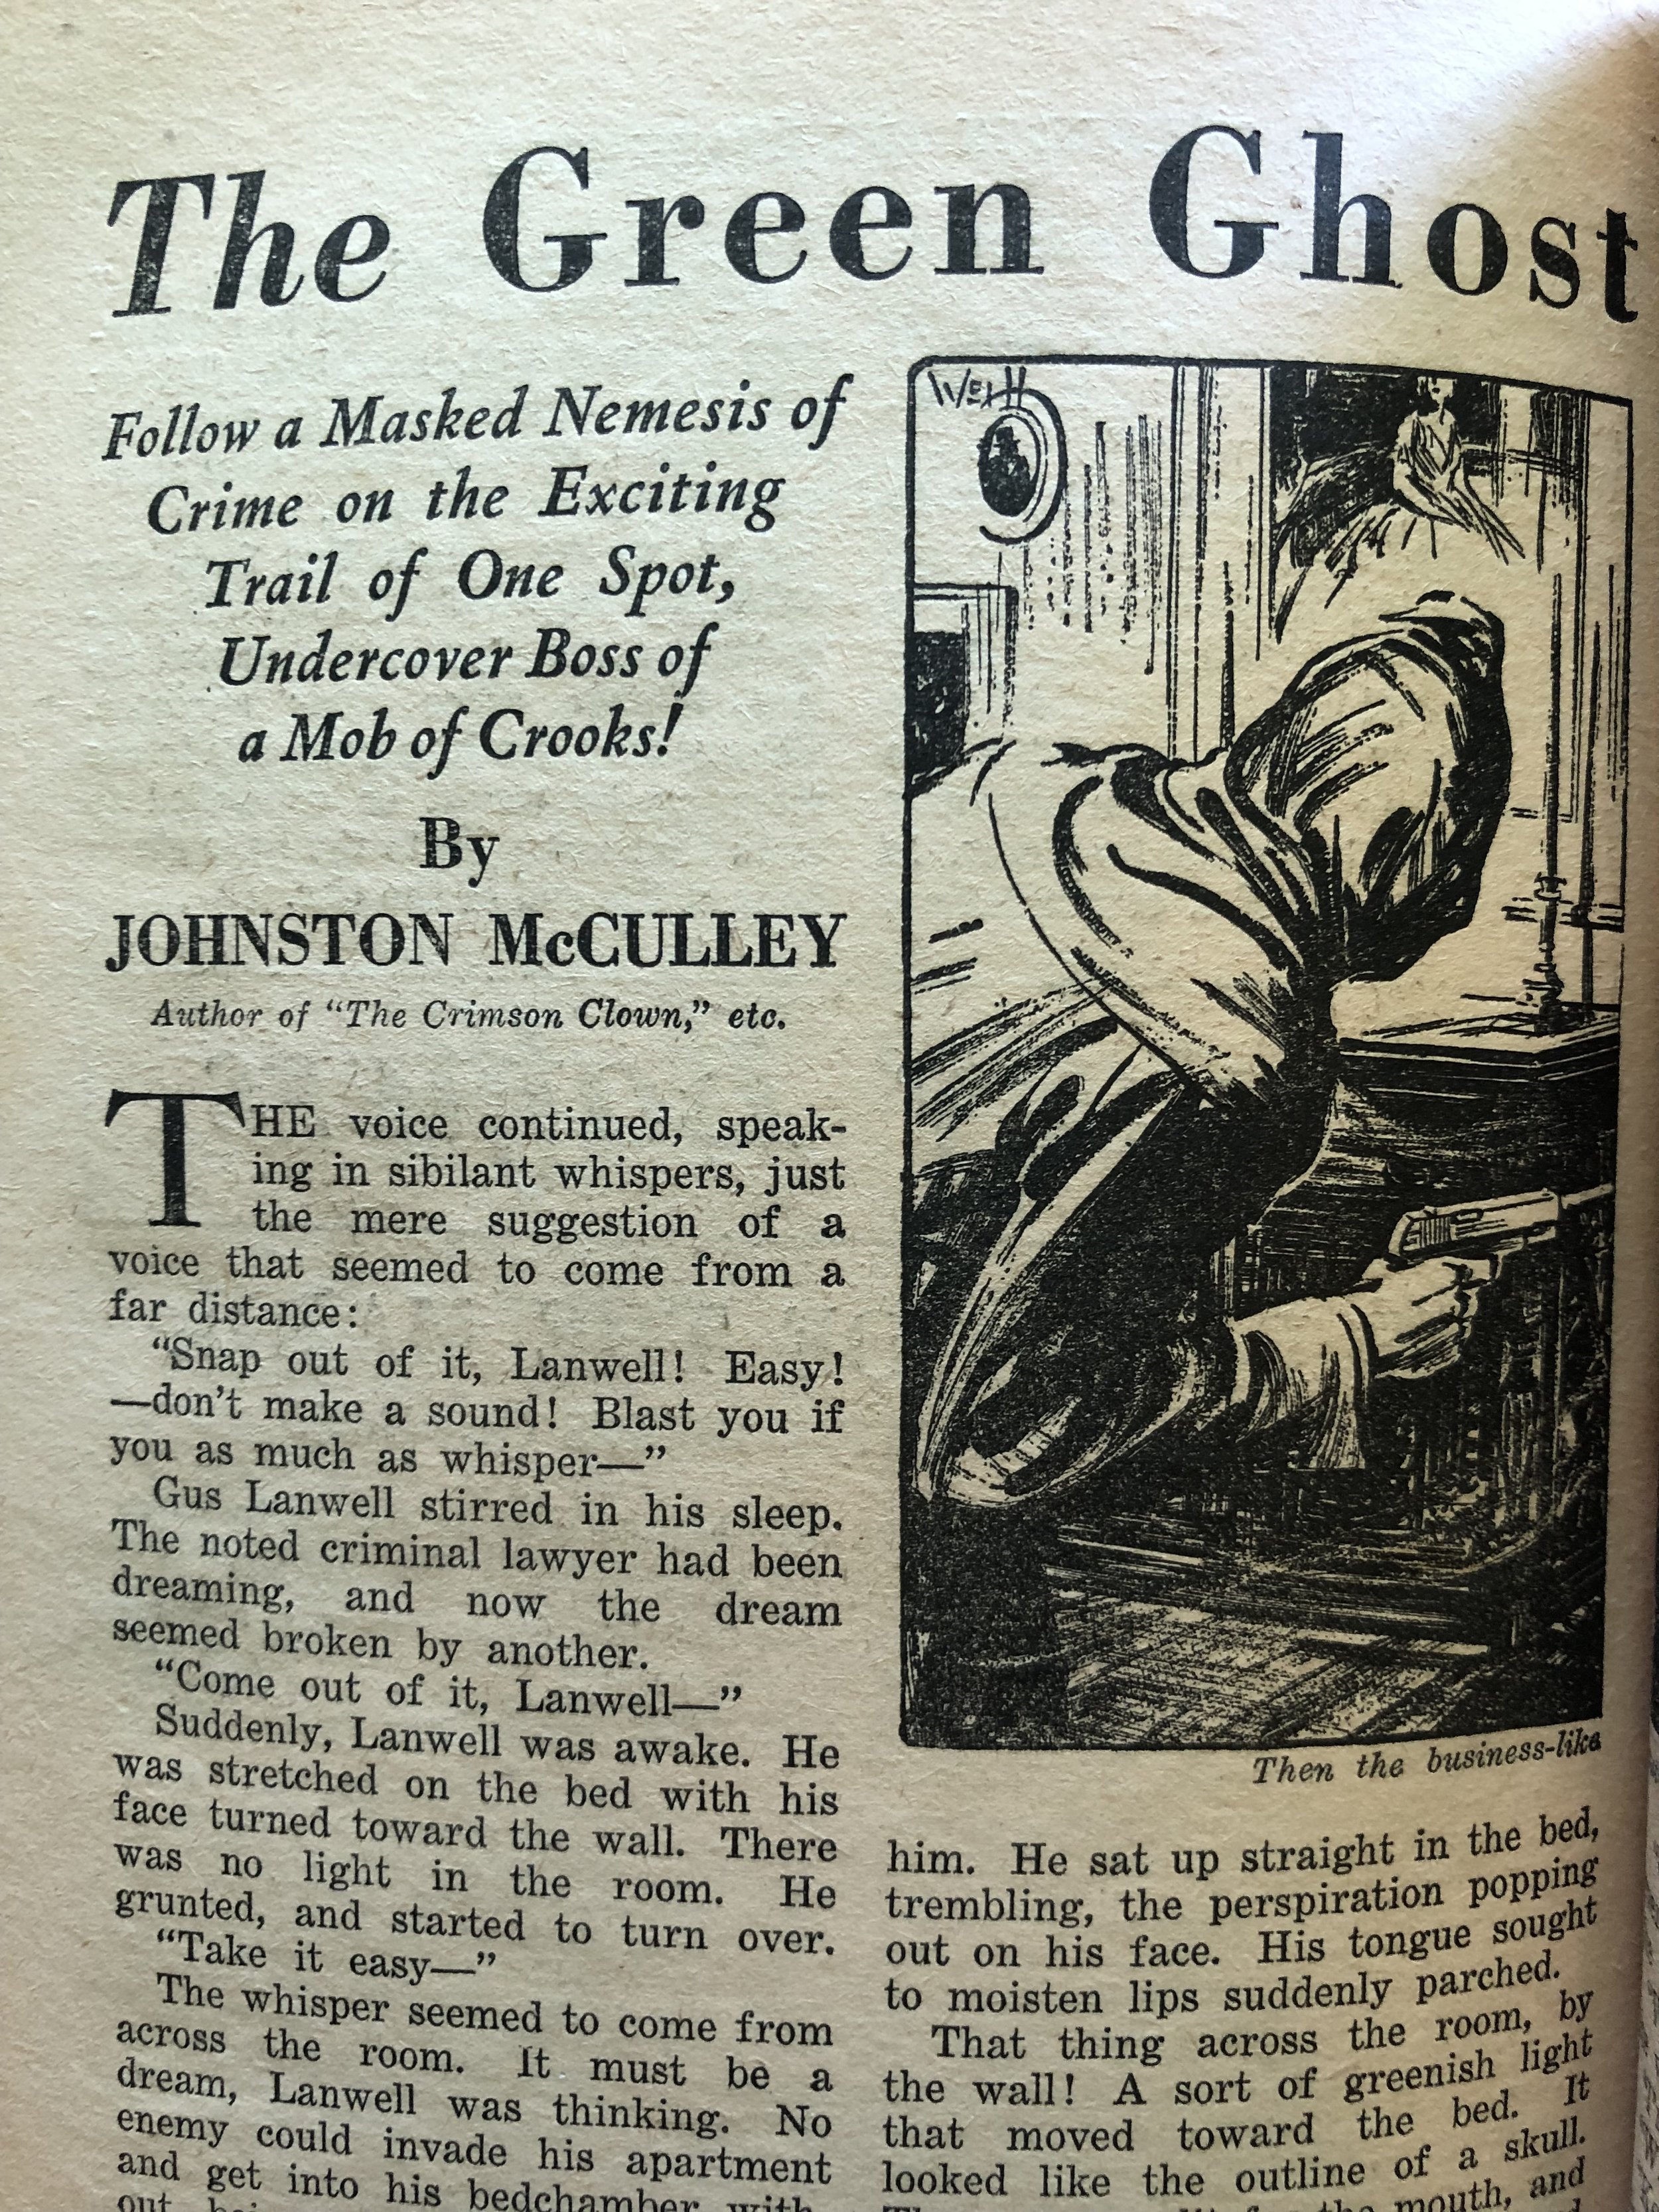 The Green Ghost
Follow a Masked Nemesis of
Crime on the Exciting
Trail of One Spot,
Undercover Boss of
a Mob of Crooks!
By
JOHNSTON McCULLEY
Author of “The Crimson Clown,” etc.
THE voice continued, speak-
ing in sibilant whispers, just
the mere suggestion of a
voice that seemed to come from a
far distance:
“Snap out of it, Lanwell! Easy!
—don’t make a sound! Blast you if
you as much as whisper—”
Gus Lanwell stirred in his sleep.
The noted criminal lawyer had been
dreaming, and now the dream
seemed broken by another.
“Come out of it, Lanwell—”
Suddenly, Lanwell was awake. He
was stretched on the bed with his
face turned toward the wall. There
was no light in the room. He
grunted, and started to turn over.
“Take it easy—”
The whisper seemed to come from
across the room. It must be a
dream, Lanwell was thinking. No
enemy could invade his apartment
and get into his bedchamber with-
out
Then the business-like
him. He sat up straight in the bed,
trembling, the perspiration popping
out on his face. His tongue sought
to moisten lips suddenly parched.
That thing across the room, by
the wall! A sort of greenish light
that moved toward the bed. It
looked like the outline of a skull.
the mouth, and